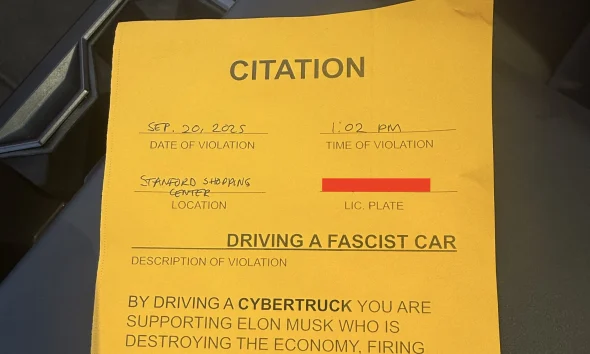 CITATION
SEP. 20, 2025 1:02 PM
DATE OF VIOLATION TIME OF VIOLATION
STANFORD SHOPPING
CENTER
LOCATION LIC. PLATE
DRIVING A FASCIST CAR
DESCRIPTION OF VIOLATION
BY DRIVING A CYBERTRUCK YOU ARE
SUPPORTING ELON MUSK WHO IS
DESTROYING THE ECONOMY, FIRING